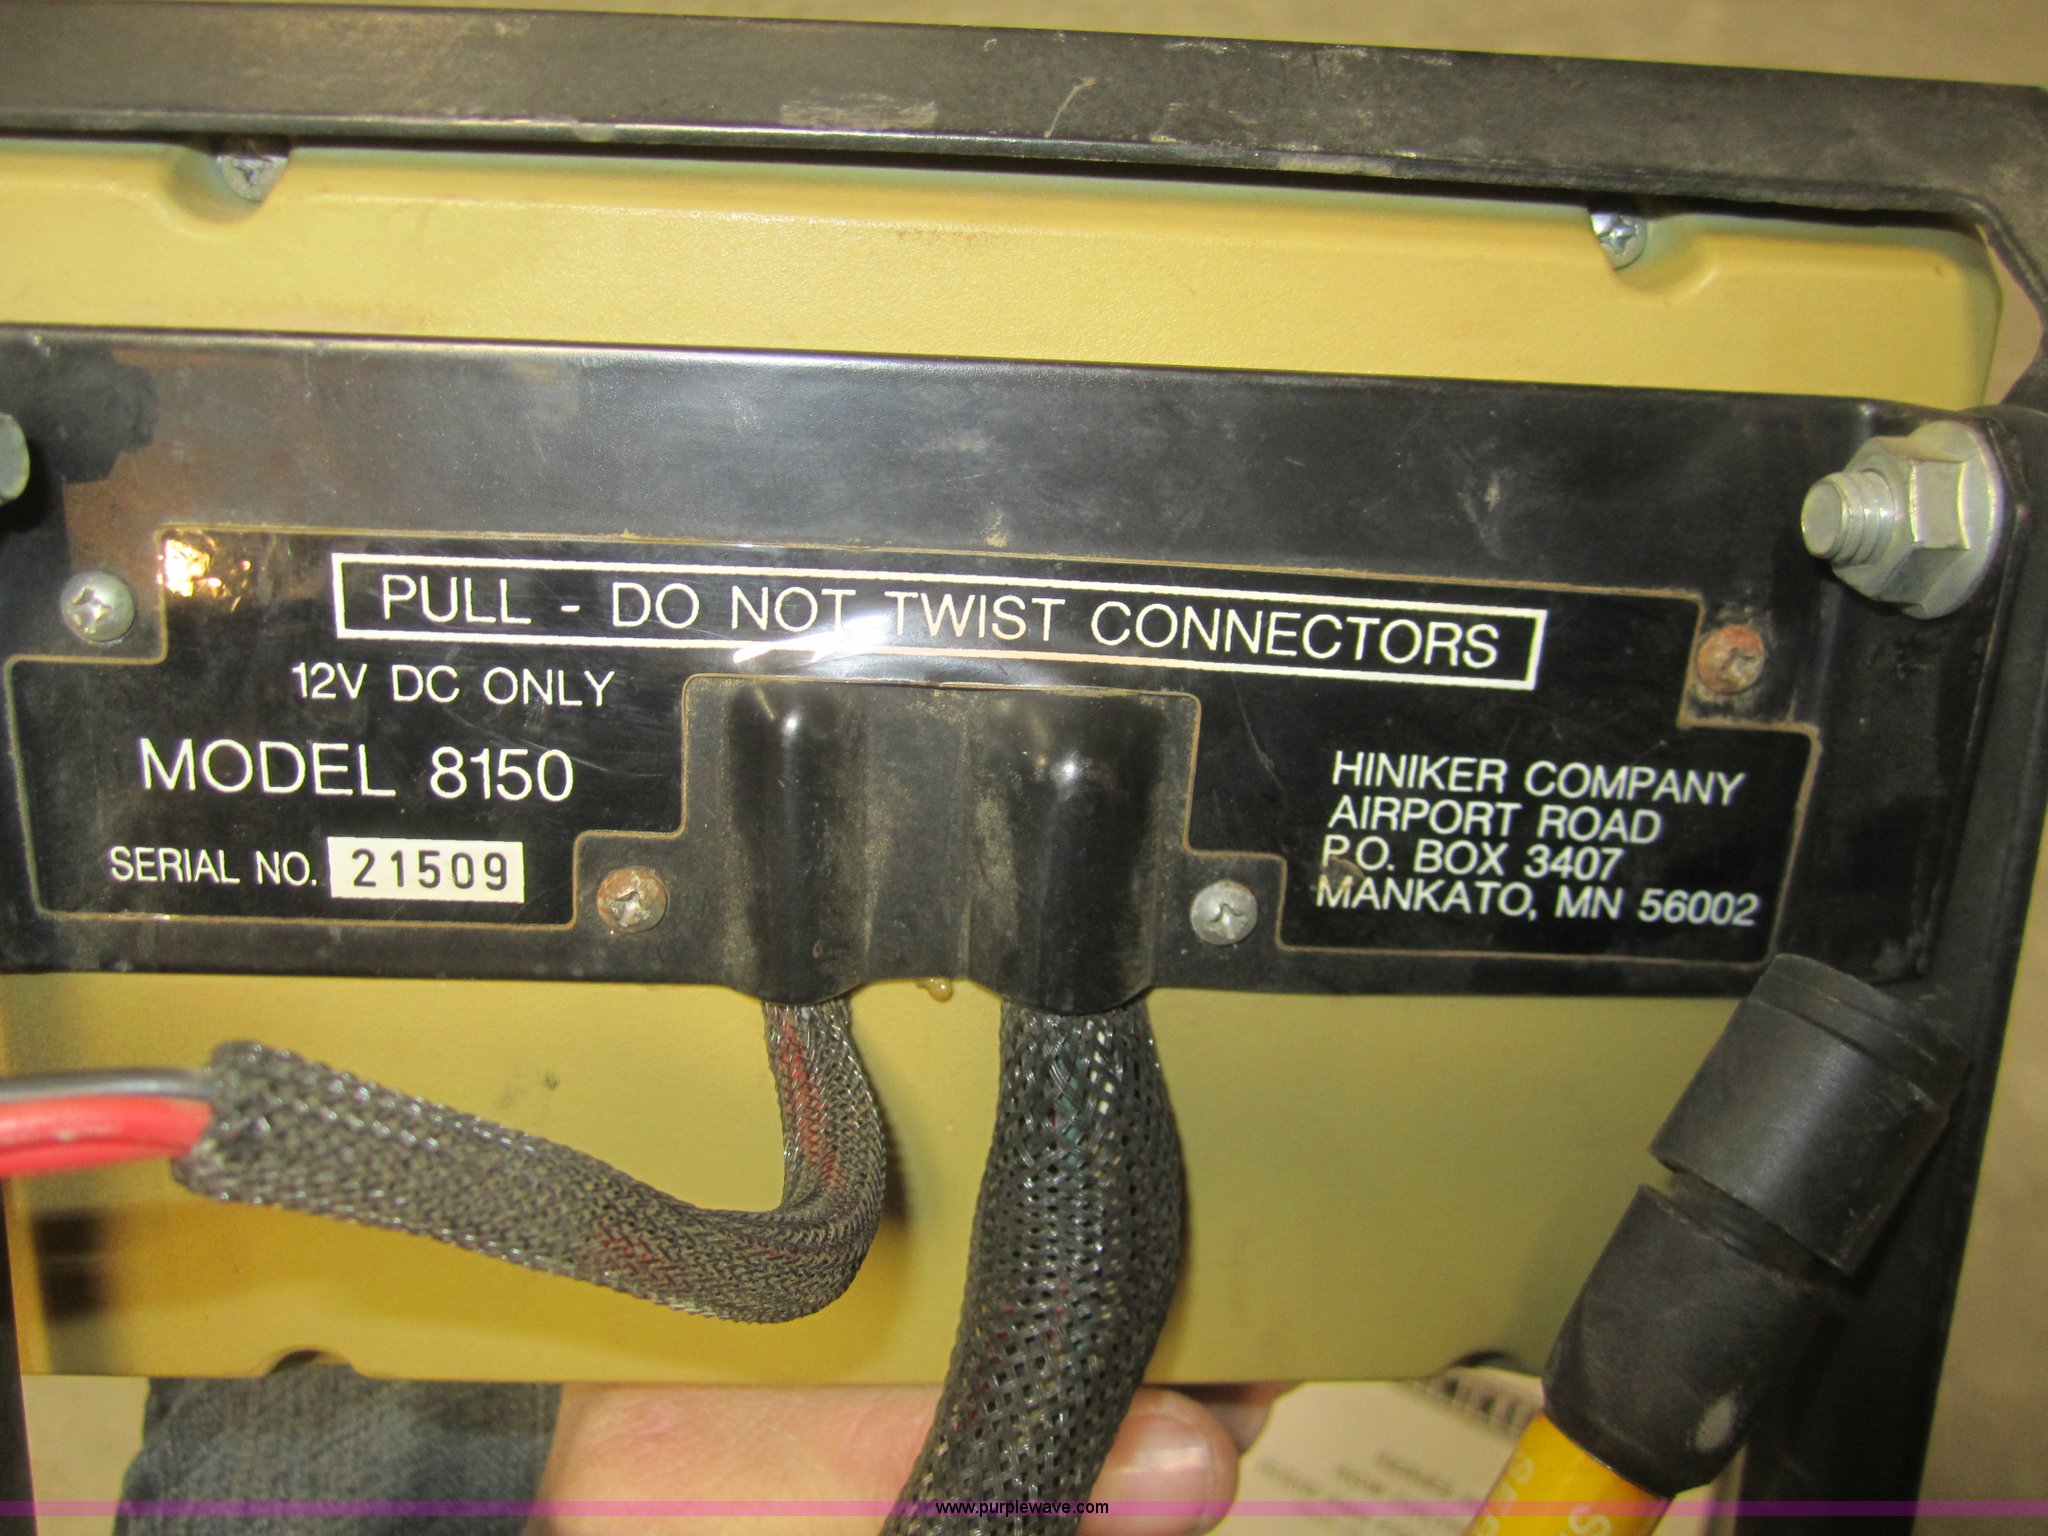 PULL - DO NOT TWIST CONNECTORS
12V DC ONLY
MODEL 8150
SERIAL NO. 21509
HINIKER COMPANY
AIRPORT ROAD
P.O. BOX 3407
MANKATO, MN 56002
www.purplewave.com